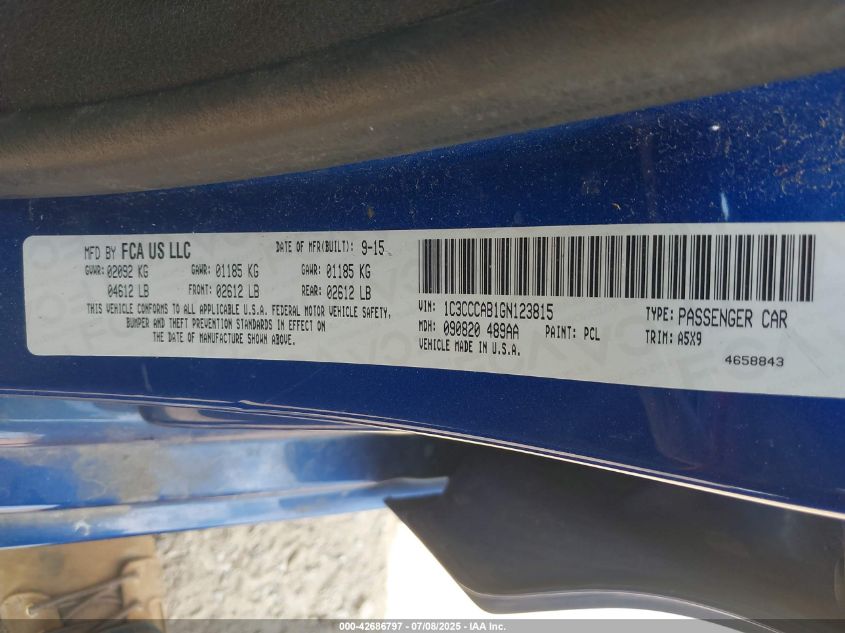 MFD BY FCA US LLC DATE OF MFR(BUILT): 9-15
GVWR: 02092 KG GAWR: 01185 KG GAWR: 01185 KG
04612 LB FRONT: 02612 LB REAR: 02612 LB
THIS VEHICLE CONFORMS TO ALL APPLICABLE U.S.A. FEDERAL MOTOR VEHICLE SAFETY,
BUMPER AND THEFT PREVENTION STANDARDS IN EFFECT ON
THE DATE OF MANUFACTURE SHOWN ABOVE.
VIN: 1C3CCCAB1GN123815 TYPE: PASSENGER CAR
MDH: 090820 489AA PAINT: PCL TRIM: A5X9
VEHICLE MADE IN U.S.A.
4658843
000-42686797 - 07/08/2025 - IAA Inc.